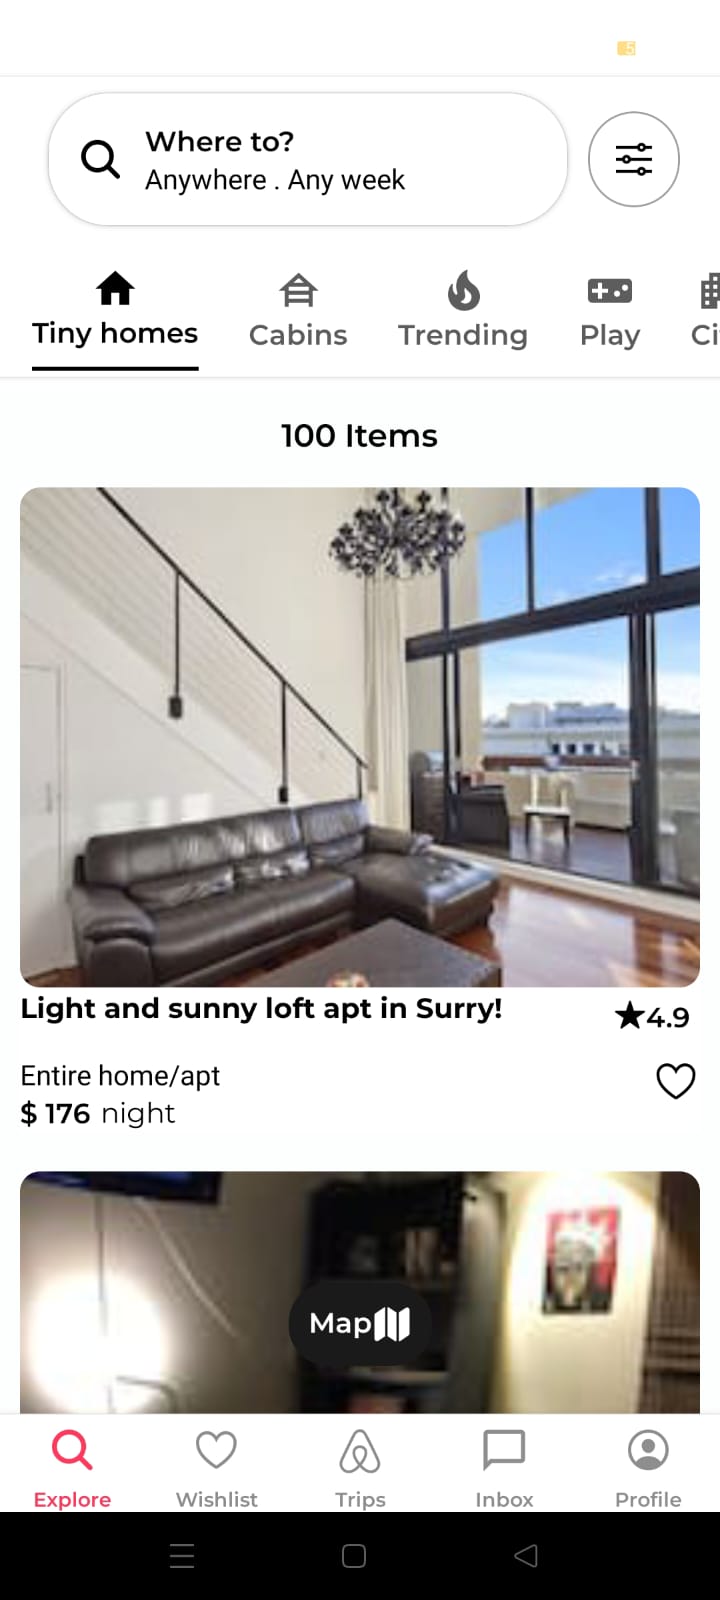 5
Where to?
Anywhere . Any week
Tiny homes
Cabins
Trending
Play
Ci
100 Items
Light and sunny loft apt in Surry!
4.9
Entire home/apt
$ 176 night
Map
Explore
Wishlist
Trips
Inbox
Profile